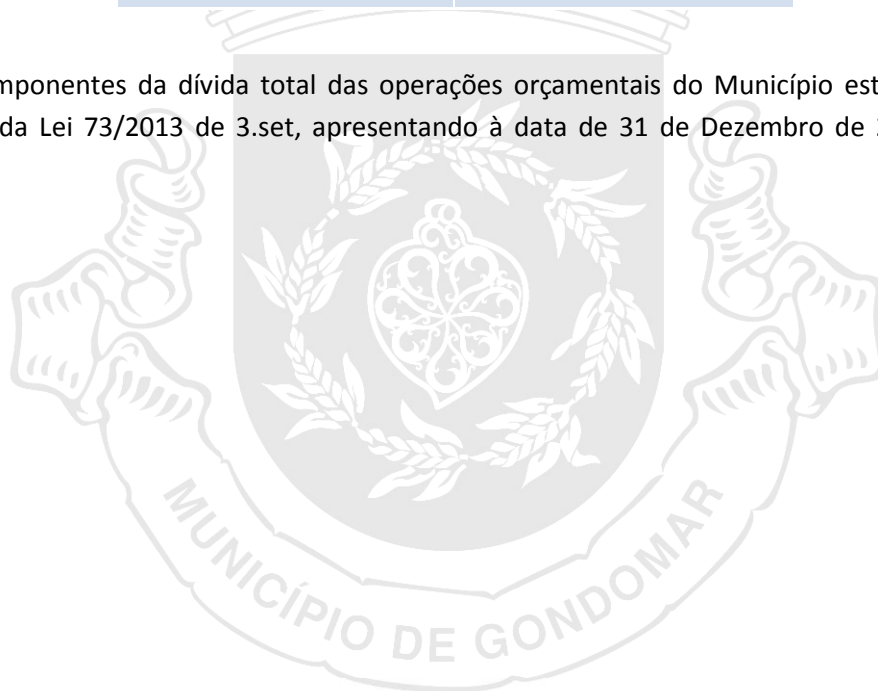 mponentes da dívida total das operações orçamentais do Município est
da Lei 73/2013 de 3.set, apresentando à data de 31 de Dezembro de
MUNICÍPIO DE GONDOMAR